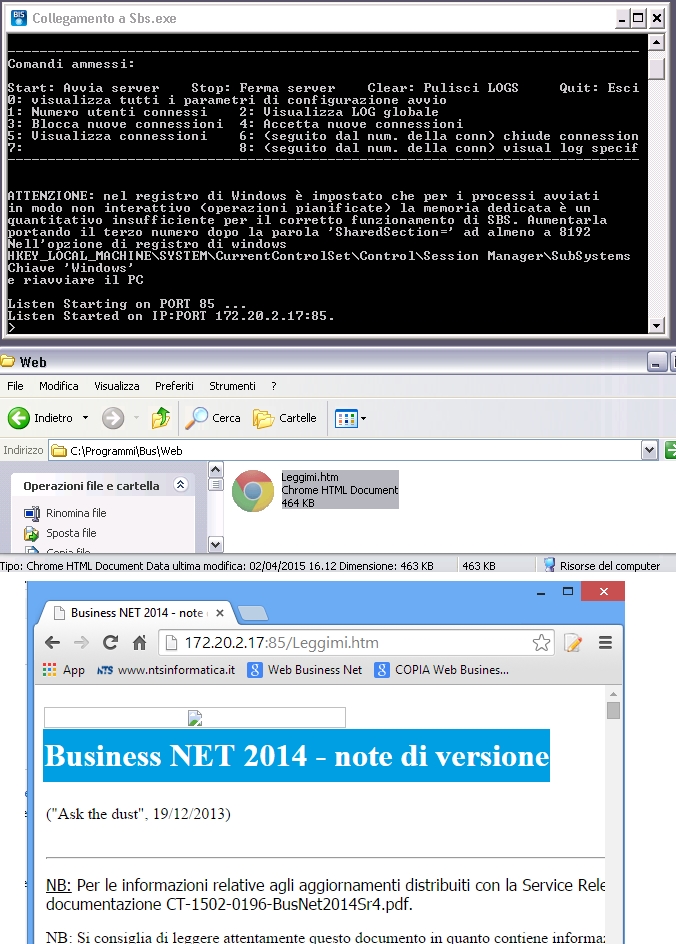 BIS Collegamento a Sbs.exe
Comandi ammessi:
Start: Avvia server    Stop: Ferma server    Clear: Pulisci LOGS     Quit: Esci
0: visualizza tutti i parametri di configurazione avvio
1: Numero utenti connessi    2: Visualizza LOG globale
3: Blocca nuove connessioni  4: Accetta nuove connessioni
5: Visualizza connessioni    6: (seguito dal num. della conn) chiude connession
7:                           8: (seguito dal num. della conn) visual log specif
ATTENZIONE: nel registro di Windows è impostato che per i processi avviati
in modo non interattivo (operazioni pianificate) la memoria dedicata è un
quantitativo insufficiente per il corretto funzionamento di SBS. Aumentarla
portando il terzo numero dopo la parola 'SharedSection=' ad almeno a 8192
Nell'opzione di registro di windows
HKEY_LOCAL_MACHINE\SYSTEM\CurrentControlSet\Control\Session Manager\SubSystems
Chiave 'Windows'
e riavviare il PC
Listen Starting on PORT 85 ...
Listen Started on IP:PORT 172.20.2.17:85.
>
Web
File Modifica Visualizza Preferiti Strumenti ?
Indietro Cerca Cartelle
Indirizzo C:\Programmi\Bus\Web
Operazioni file e cartella
Rinomina file
Sposta file
Copia file
Leggimi.htm
Chrome HTML Document
464 KB
Tipo: Chrome HTML Document Data ultima modifica: 02/04/2015 16.12 Dimensione: 463 KB 463 KB Risorse del computer
Business NET 2014 - note
172.20.2.17:85/Leggimi.htm
App NTS www.ntsinformatica.it 8 Web Business Net 8 COPIA Web Busines...
Business NET 2014 - note di versione
("Ask the dust", 19/12/2013)
NB: Per le informazioni relative agli aggiornamenti distribuiti con la Service Rele
documentazione CT-1502-0196-BusNet2014Sr4.pdf.
NB: Si consiglia di leggere attentamente questo documento in quanto contiene informaz